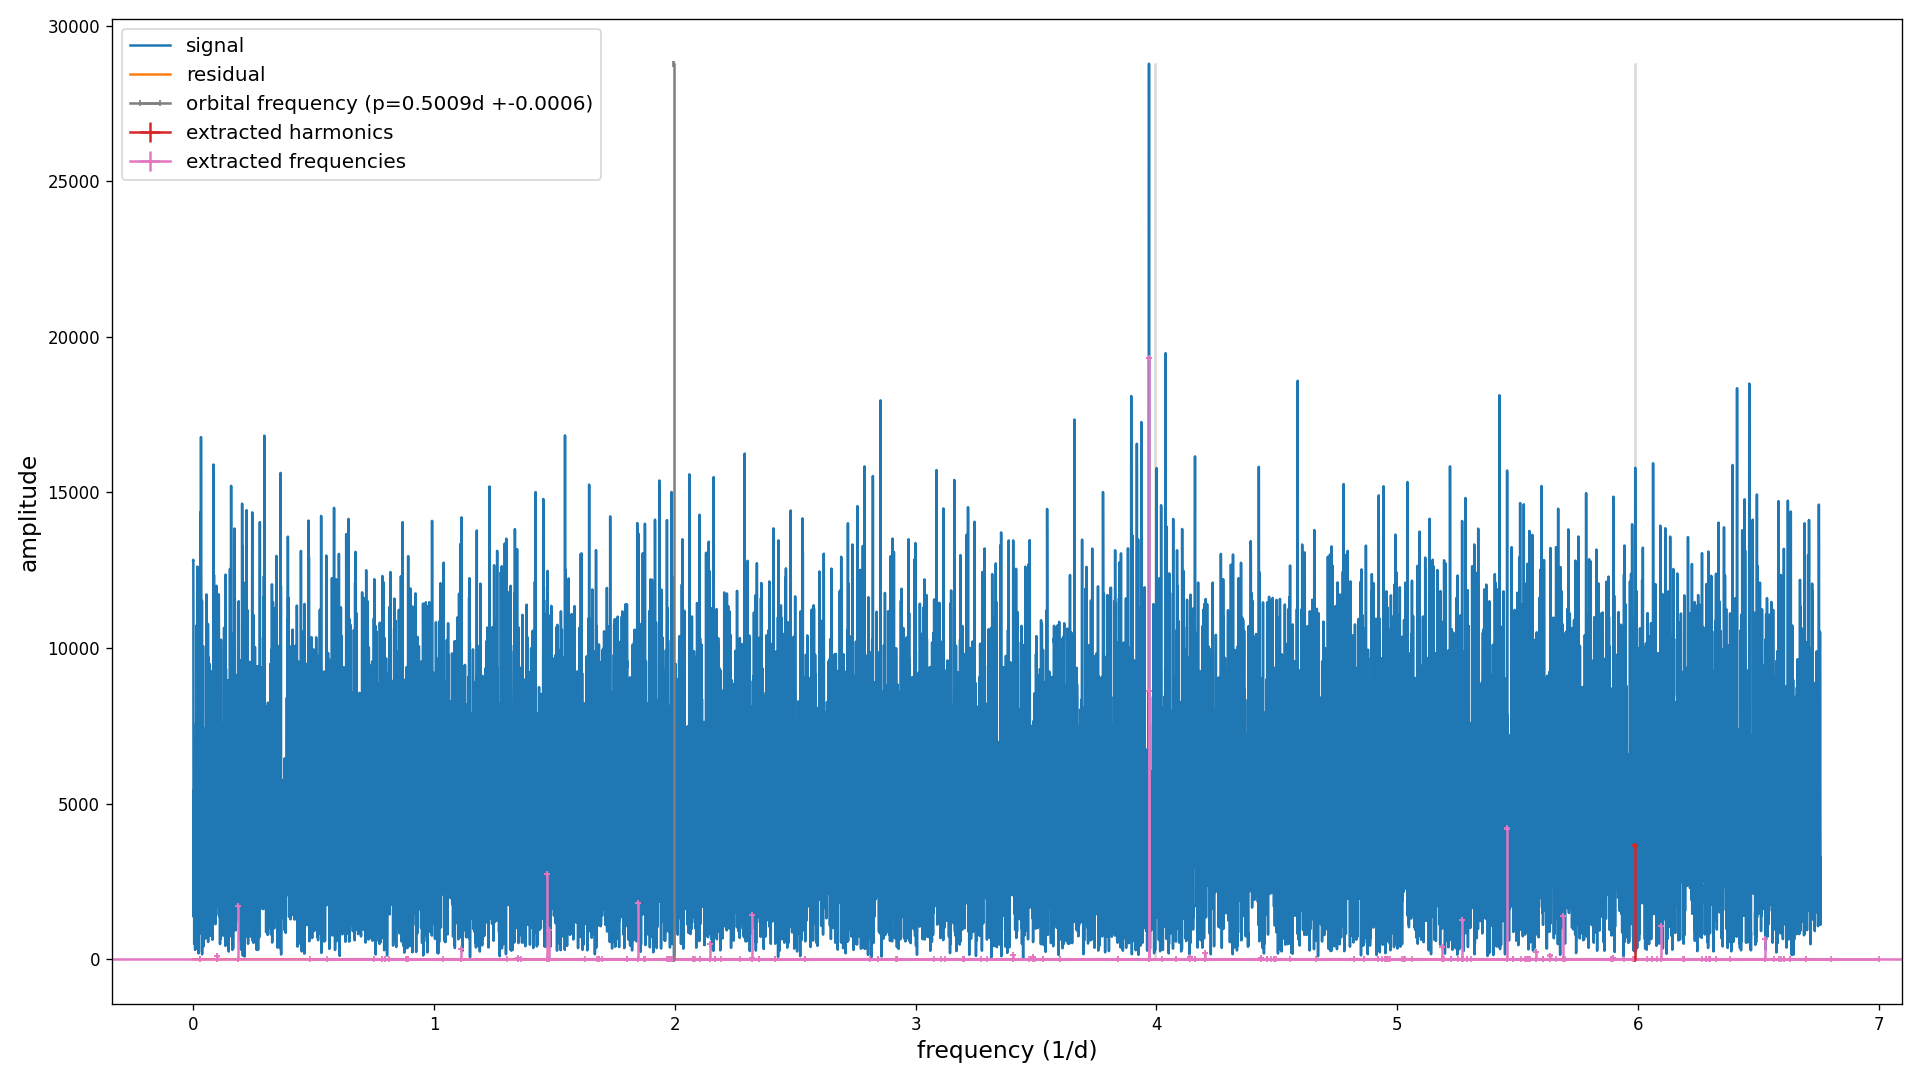 30000
25000
20000
15000
10000
5000
0
amplitude
signal
residual
orbital frequency (p=0.5009d +-0.0006)
extracted harmonics
extracted frequencies
0 1 2 3 4 5 6 7
frequency (1/d)